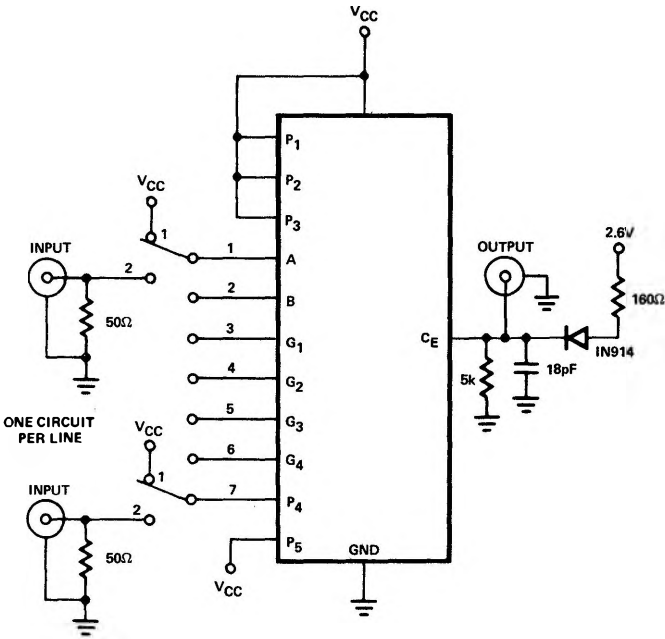 VCC
P1
P2
P3
VCC
1
INPUT
2
50Ω
1
A
2
B
3
G1
4
G2
5
G3
6
G4
7
P4
P5
VCC
GND
CE
OUTPUT
2.6V
160Ω
IN914
5k
18pF
ONE CIRCUIT
PER LINE
VCC
1
INPUT
2
50Ω